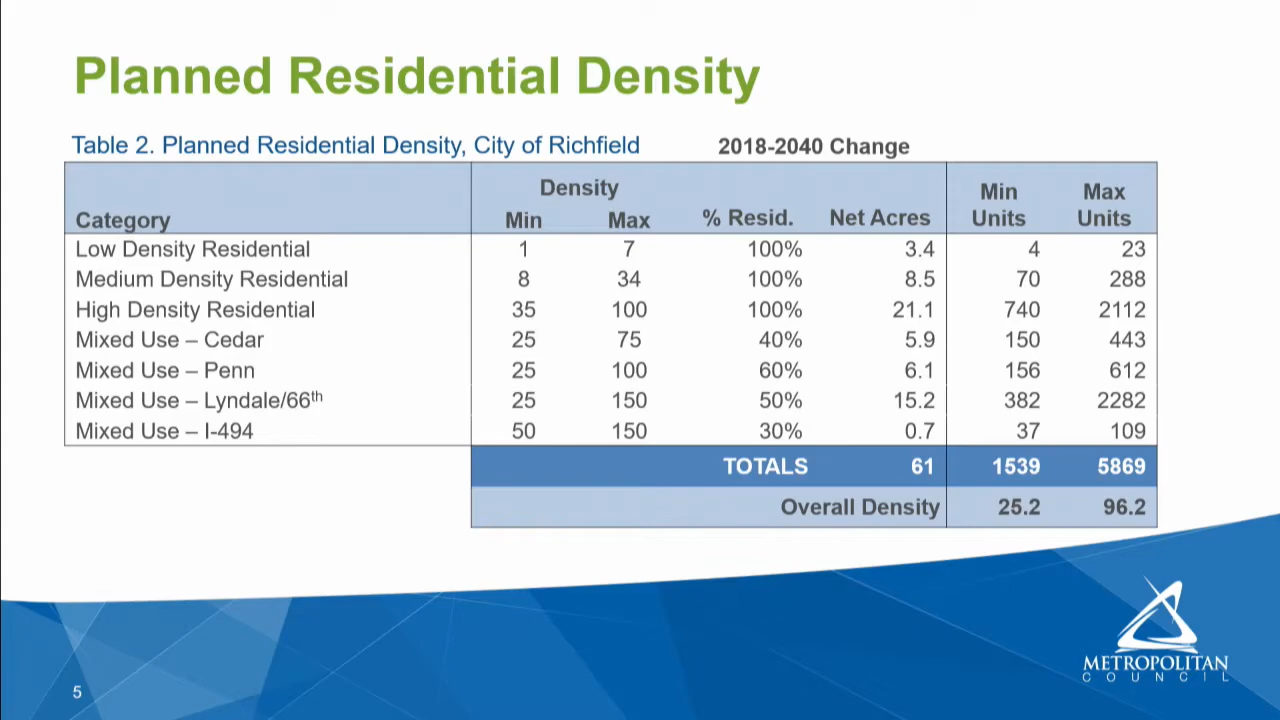 Planned Residential Density
Table 2. Planned Residential Density, City of Richfield 2018-2040 Change
Density Min Max
Category Min Max % Resid. Net Acres Units Units
Low Density Residential 1 7 100% 3.4 4 23
Medium Density Residential 8 34 100% 8.5 70 288
High Density Residential 35 100 100% 21.1 740 2112
Mixed Use – Cedar 25 75 40% 5.9 150 443
Mixed Use – Penn 25 100 60% 6.1 156 612
Mixed Use – Lyndale/66th 25 150 50% 15.2 382 2282
Mixed Use – I-494 50 150 30% 0.7 37 109
TOTALS 61 1539 5869
Overall Density 25.2 96.2
METROPOLITAN
COUNCIL
5